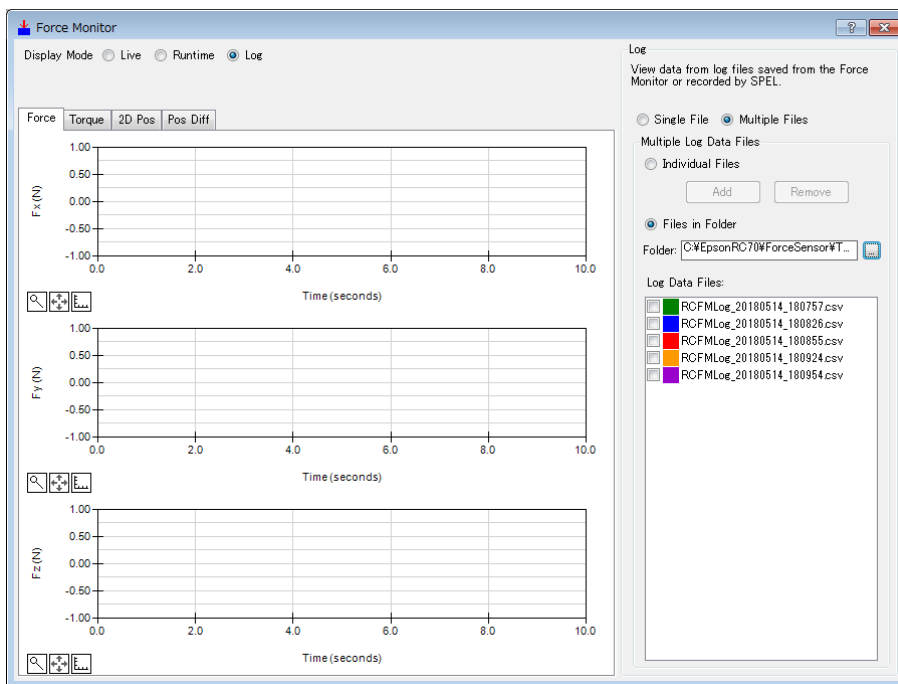 Force Monitor
?
Display Mode Live Runtime Log
Force Torque 2D Pos Pos Diff
1.00
0.50
0.00
-0.50
-1.00
Fx (N)
0.0 2.0 4.0 6.0 8.0 10.0
Time (seconds)
1.00
0.50
0.00
-0.50
-1.00
Fy (N)
0.0 2.0 4.0 6.0 8.0 10.0
Time (seconds)
1.00
0.50
0.00
-0.50
-1.00
Fz (N)
0.0 2.0 4.0 6.0 8.0 10.0
Time (seconds)
Log
View data from log files saved from the Force
Monitor or recorded by SPEL.
Single File Multiple Files
Multiple Log Data Files
Individual Files
Add Remove
Files in Folder
Folder: C:¥EpsonRC70¥ForceSensor¥T... ...
Log Data Files:
RCFMLog_20180514_180757.csv
RCFMLog_20180514_180826.csv
RCFMLog_20180514_180855.csv
RCFMLog_20180514_180924.csv
RCFMLog_20180514_180954.csv